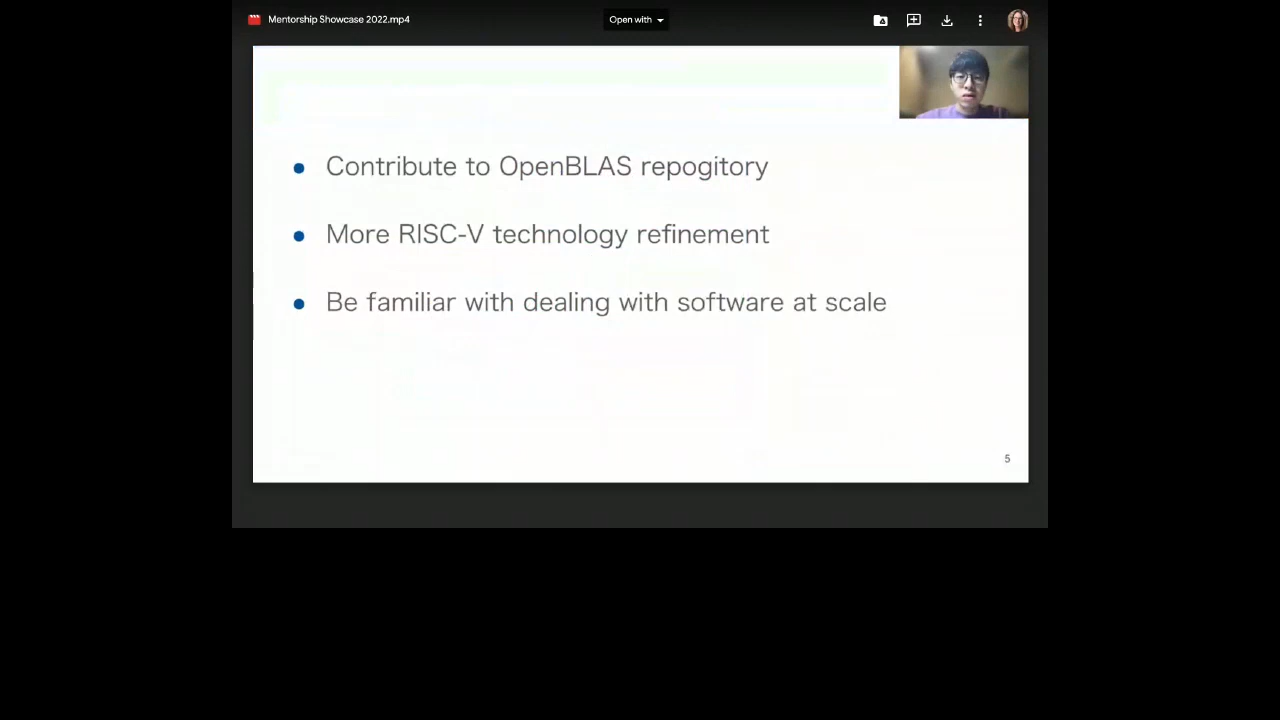 Mentorship Showcase 2022.mp4
Open with
Contribute to OpenBLAS repogitory
More RISC-V technology refinement
Be familiar with dealing with software at scale
5